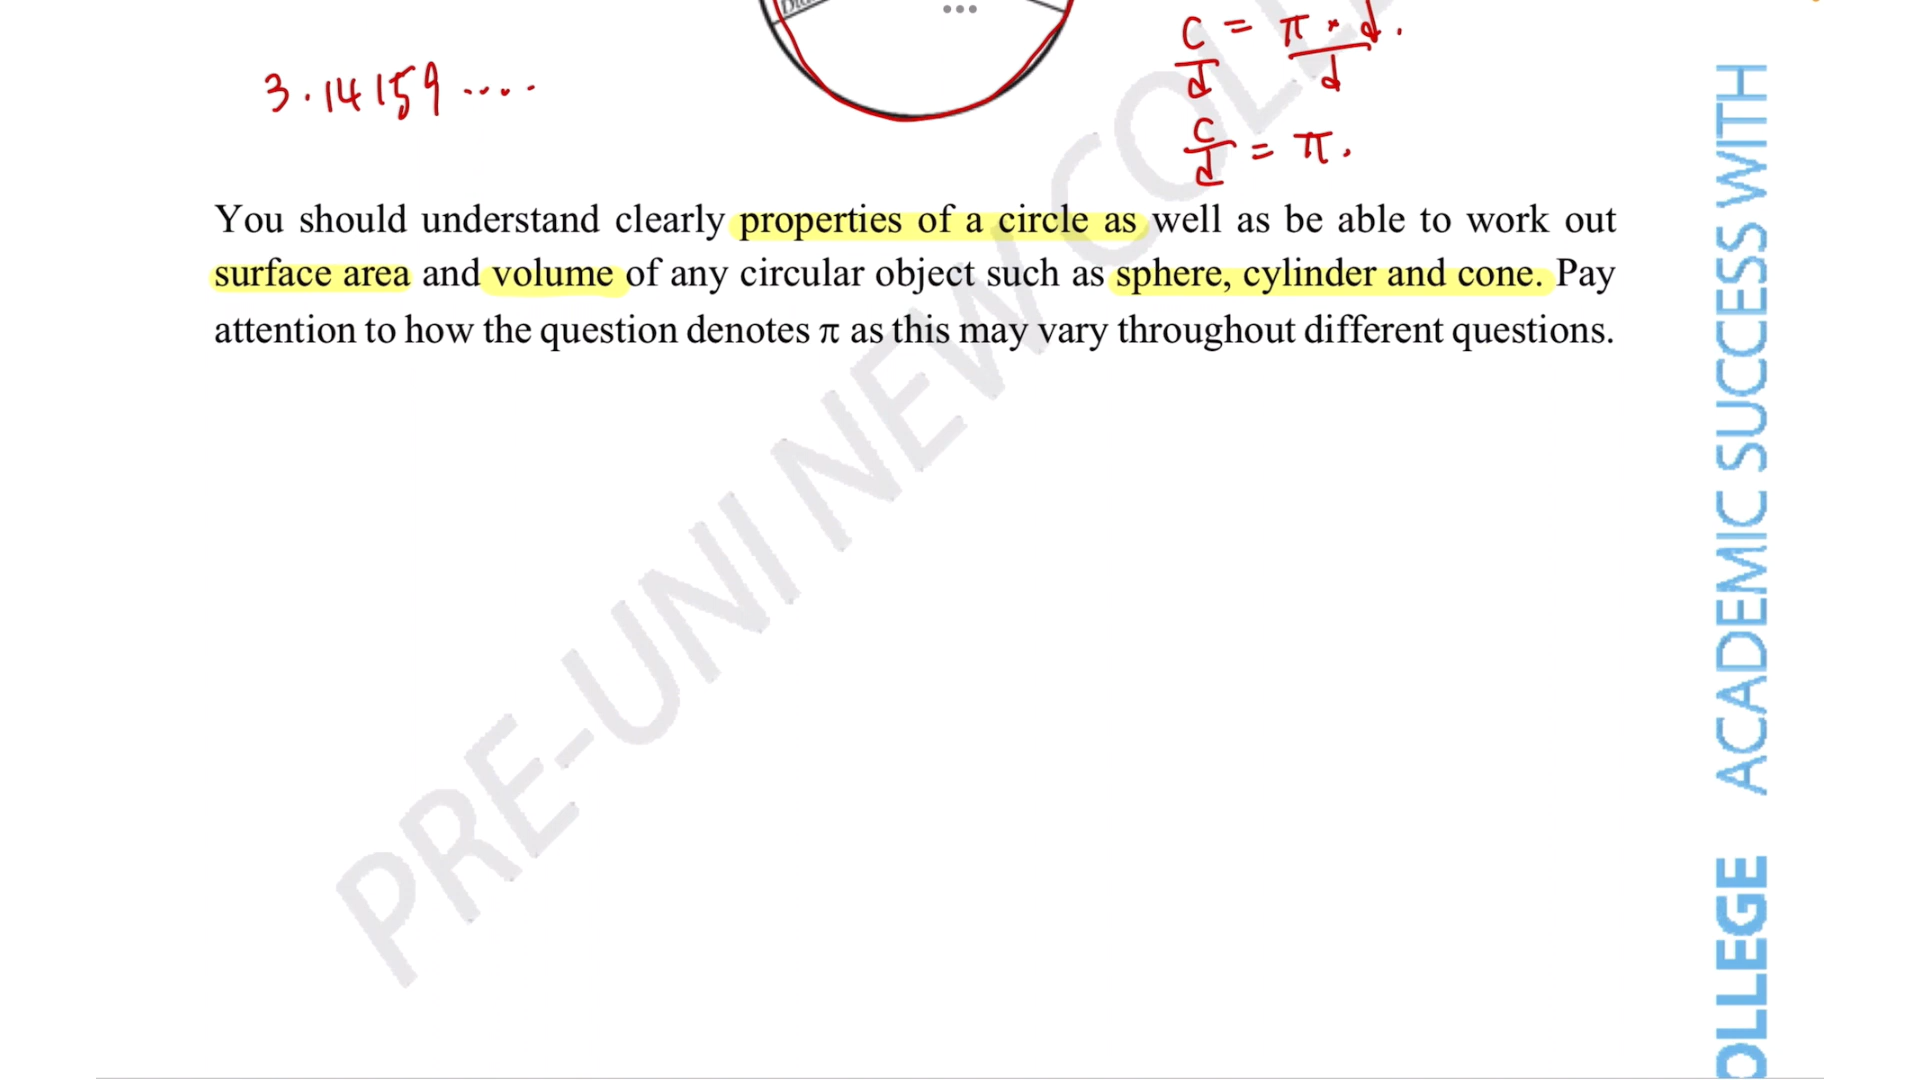 C = π × d.
d d
3.14159....
C
d = π.
You should understand clearly properties of a circle as well as be able to work out
surface area and volume of any circular object such as sphere, cylinder and cone. Pay
attention to how the question denotes π as this may vary throughout different questions.
PRE-UNI NEW COLLE
OLLEGE ACADEMIC SUCCESS WITH